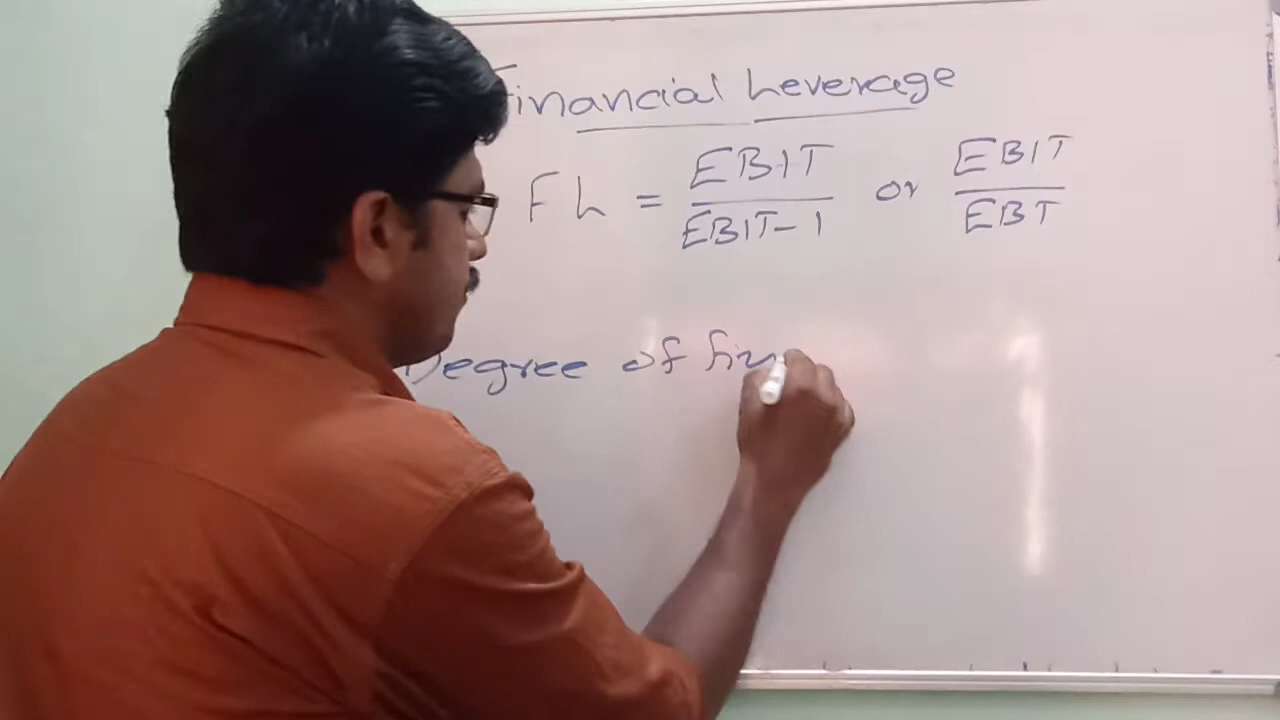 Financial Leverage
FL = EBIT / EBIT-I or EBIT / EBT
Degree of fin